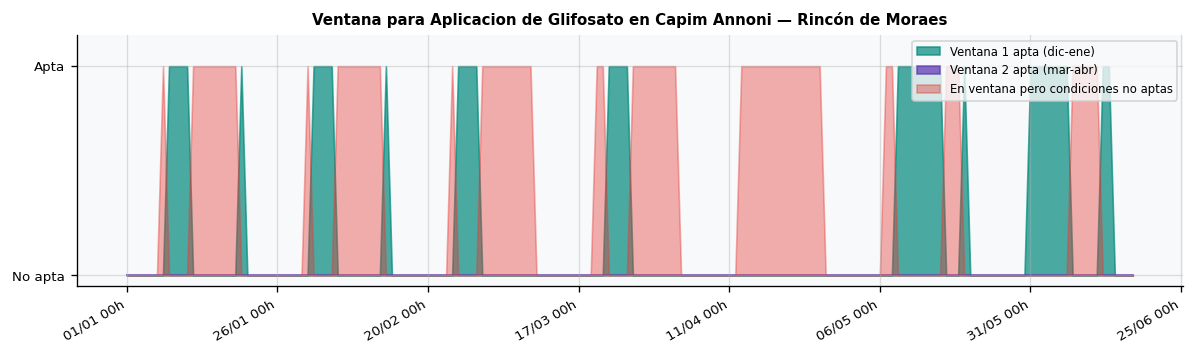 Ventana para Aplicacion de Glifosato en Capim Annoni — Rincón de Moraes
Apta
No apta
Ventana 1 apta (dic-ene)
Ventana 2 apta (mar-abr)
En ventana pero condiciones no aptas
01/01 00h
26/01 00h
20/02 00h
17/03 00h
11/04 00h
06/05 00h
31/05 00h
25/06 00h